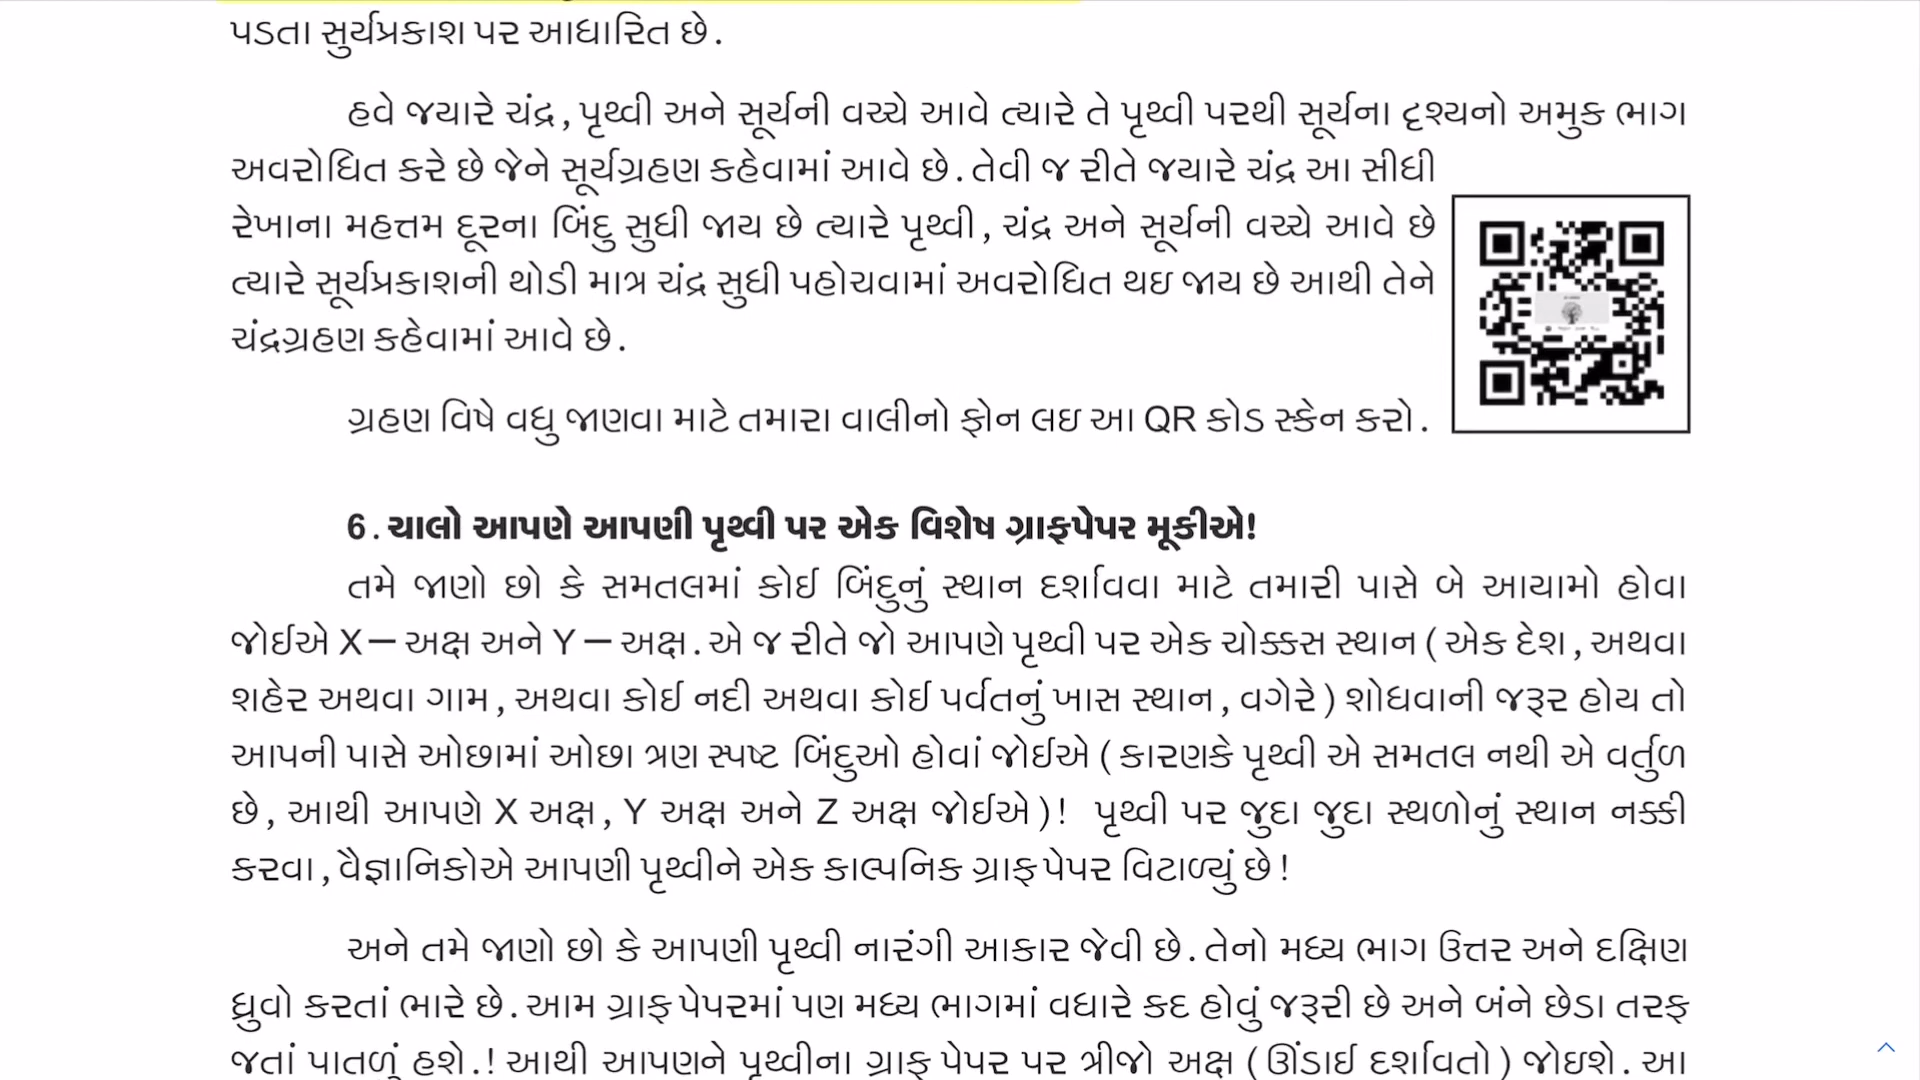 પડતા સુર્યપ્રકાશ પર આધારિત છે.
હવે જયારે ચંદ્ર, પૃથ્વી અને સૂર્યની વચ્ચે આવે ત્યારે તે પૃથ્વી પરથી સૂર્યના દૃશ્યનો અમુક ભાગ
અવરોધિત કરે છે જેને સૂર્યગ્રહણ કહેવામાં આવે છે. તેવી જ રીતે જયારે ચંદ્ર આ સીધી
રેખાના મહત્તમ દૂરના બિંદુ સુધી જાય છે ત્યારે પૃથ્વી, ચંદ્ર અને સૂર્યની વચ્ચે આવે છે
ત્યારે સૂર્યપ્રકાશની થોડી માત્ર ચંદ્ર સુધી પહોચવામાં અવરોધિત થઇ જાય છે આથી તેને
ચંદ્રગ્રહણ કહેવામાં આવે છે.
ગ્રહણ વિષે વધુ જાણવા માટે તમારા વાલીનો ફોન લઇ આ QR કોડ સ્કેન કરો.
6. ચાલો આપણે આપણી પૃથ્વી પર એક વિશેષ ગ્રાફપેપર મૂકીએ!
તમે જાણો છો કે સમતલમાં કોઈ બિંદુનું સ્થાન દર્શાવવા માટે તમારી પાસે બે આયામો હોવા
જોઈએ X – અક્ષ અને Y – અક્ષ. એ જ રીતે જો આપણે પૃથ્વી પર એક ચોક્કસ સ્થાન (એક દેશ, અથવા
શહેર અથવા ગામ, અથવા કોઈ નદી અથવા કોઈ પર્વતનું ખાસ સ્થાન, વગેરે) શોધવાની જરૂર હોય તો
આપની પાસે ઓછામાં ઓછા ત્રણ સ્પષ્ટ બિંદુઓ હોવાં જોઈએ (કારણકે પૃથ્વી એ સમતલ નથી એ વર્તુળ
છે, આથી આપણે X અક્ષ, Y અક્ષ અને Z અક્ષ જોઈએ)! પૃથ્વી પર જુદા જુદા સ્થળોનું સ્થાન નક્કી
કરવા, વૈજ્ઞાનિકોએ આપણી પૃથ્વીને એક કાલ્પનિક ગ્રાફ પેપર વિટાળ્યું છે!
અને તમે જાણો છો કે આપણી પૃથ્વી નારંગી આકાર જેવી છે. તેનો મધ્ય ભાગ ઉત્તર અને દક્ષિણ
ધ્રુવો કરતાં ભારે છે. આમ ગ્રાફ પેપરમાં પણ મધ્ય ભાગમાં વધારે કદ હોવું જરૂરી છે અને બંને છેડા તરફ
જતાં પાતળું હશે.! આથી આપણને પૃથ્વીના ગ્રાફ પેપર પર ત્રીજો અક્ષ (ઊંડાઈ દર્શાવતો) જોઇશે. આ